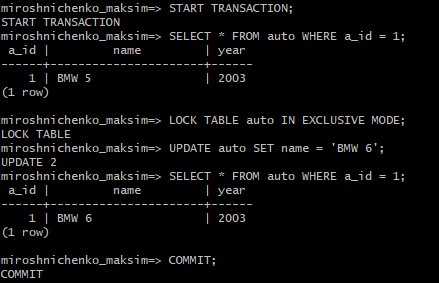 miroshnichenko_maksim=> START TRANSACTION;
START TRANSACTION
miroshnichenko_maksim=> SELECT * FROM auto WHERE a_id = 1;
 a_id |         name         | year
------+----------------------+------
    1 | BMW 5                | 2003
(1 row)

miroshnichenko_maksim=> LOCK TABLE auto IN EXCLUSIVE MODE;
LOCK TABLE
miroshnichenko_maksim=> UPDATE auto SET name = 'BMW 6';
UPDATE 2
miroshnichenko_maksim=> SELECT * FROM auto WHERE a_id = 1;
 a_id |         name         | year
------+----------------------+------
    1 | BMW 6                | 2003
(1 row)

miroshnichenko_maksim=> COMMIT;
COMMIT